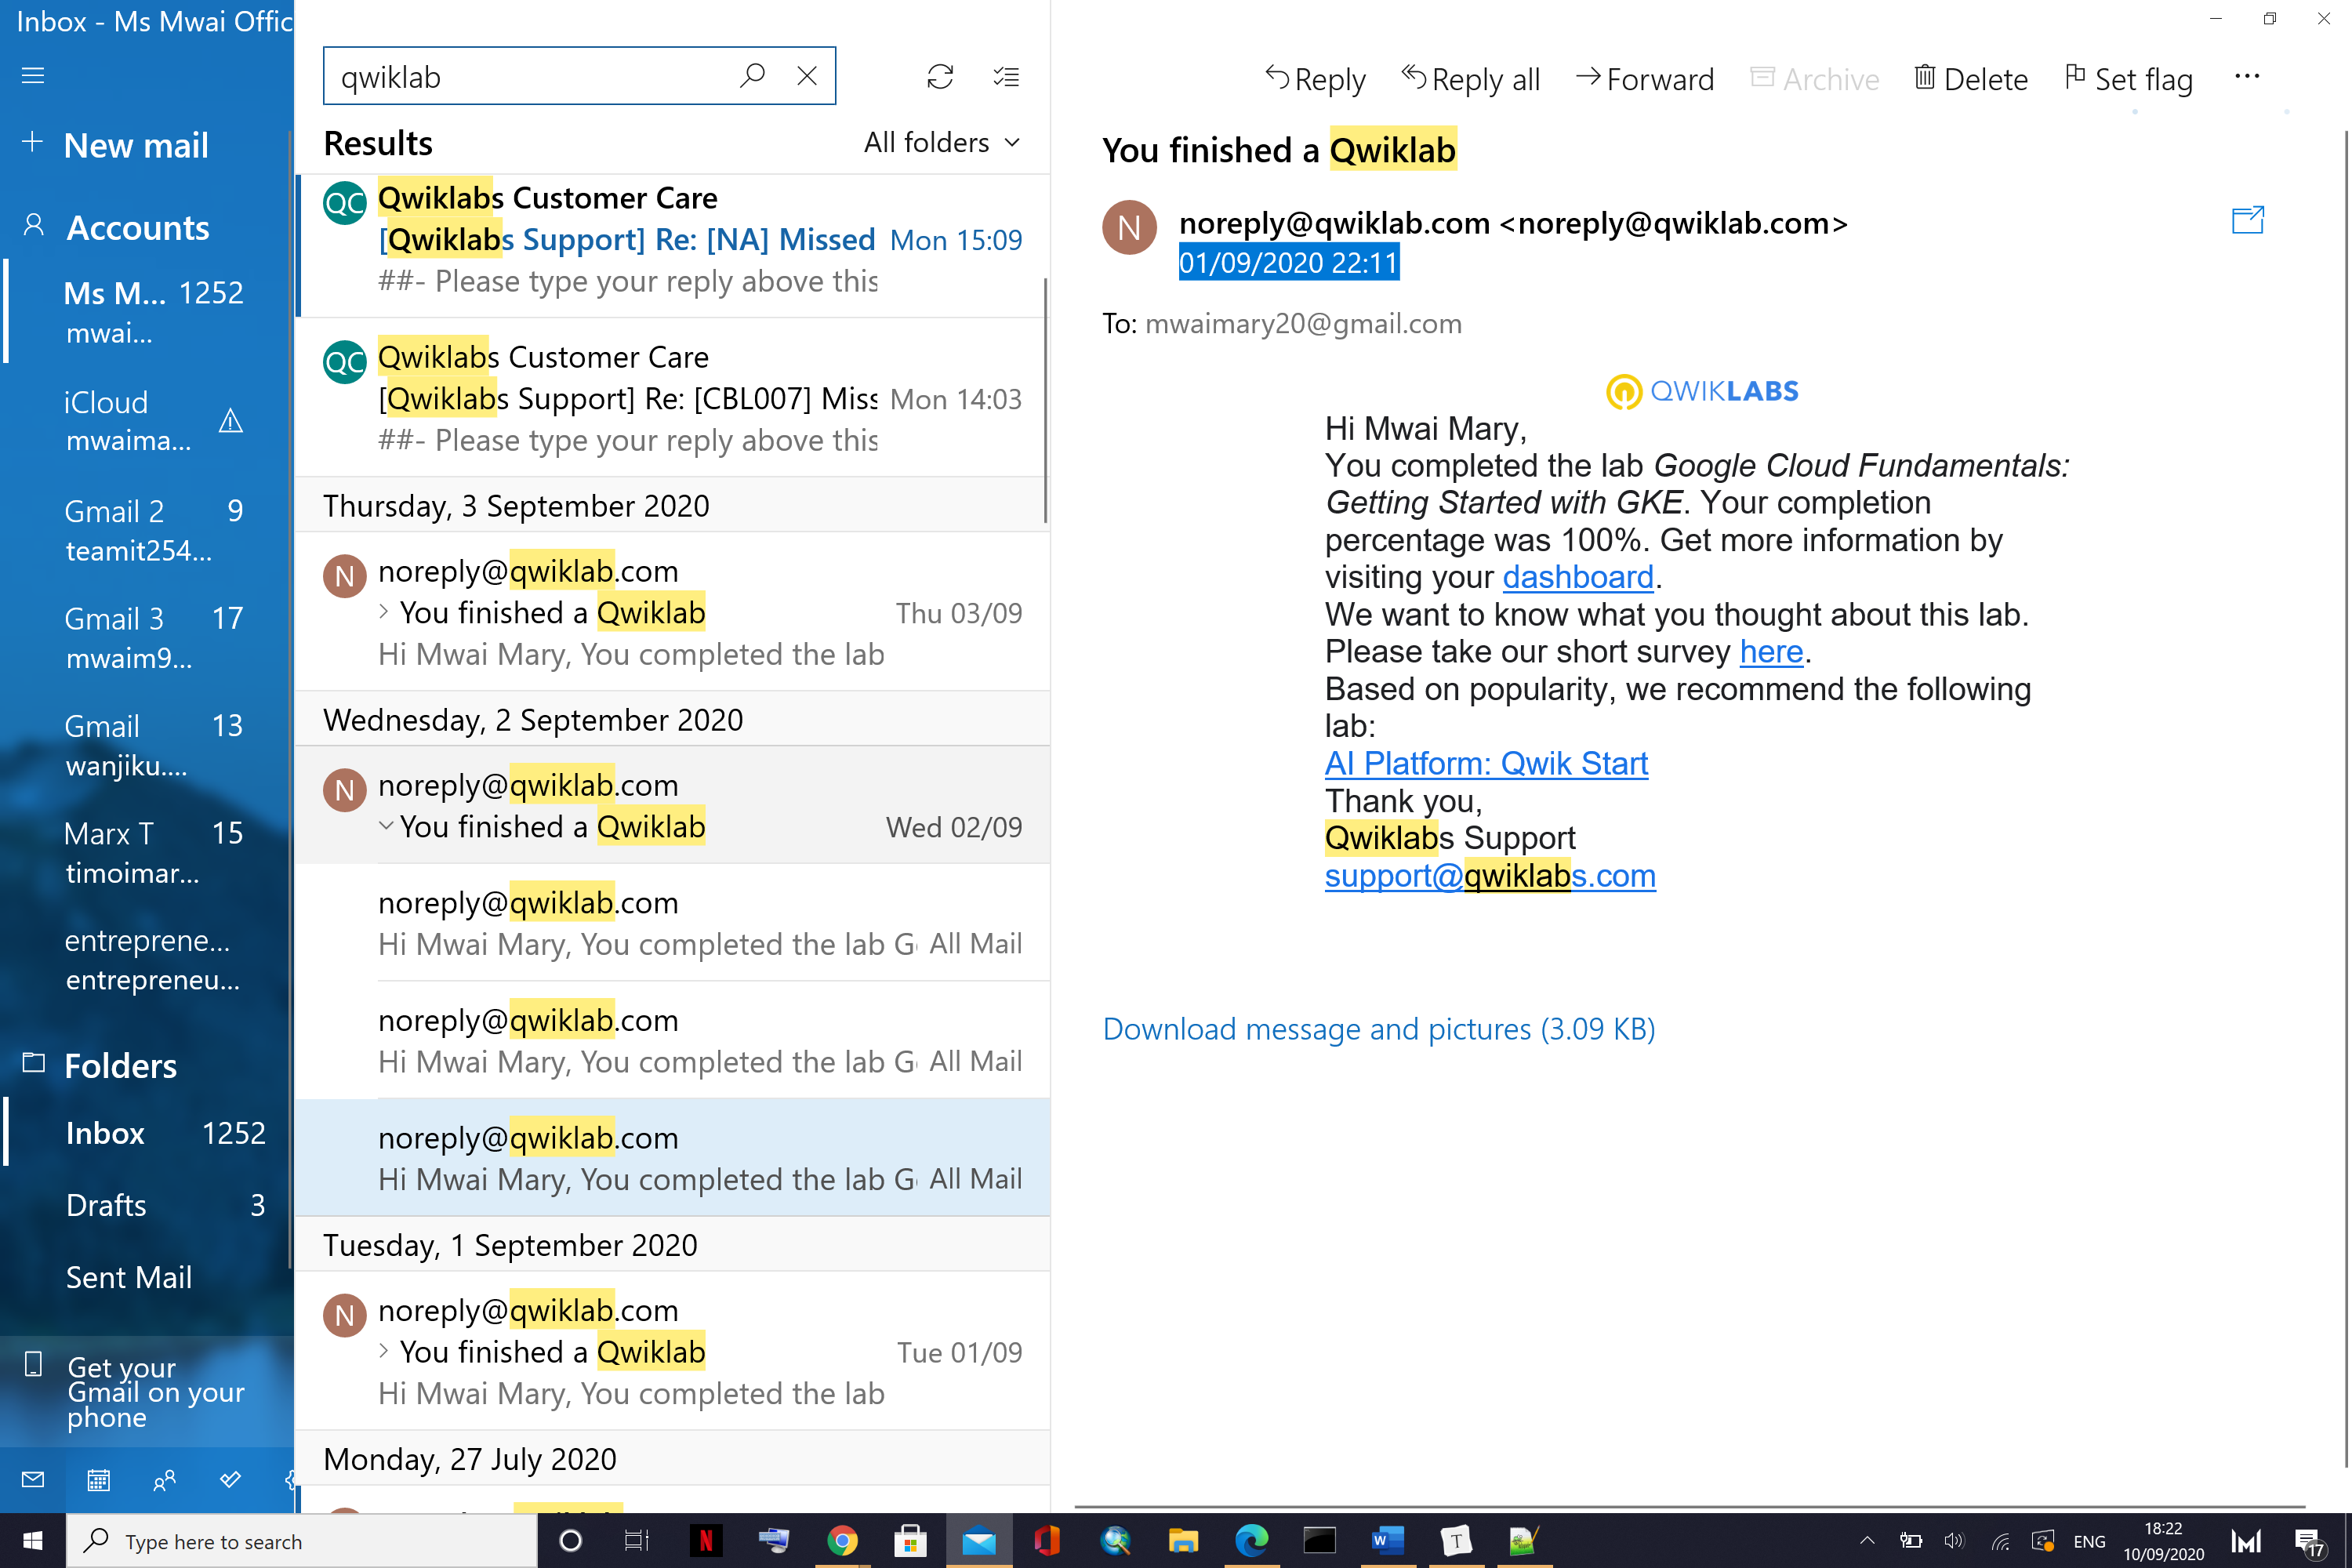 Inbox - Ms Mwai Offic
New mail
Accounts
Ms M... 1252
mwai...
iCloud
mwaima...
Gmail 2 9
teamit254...
Gmail 3 17
mwaim9...
Gmail 13
wanjiku....
Marx T 15
timoimar...
entreprene...
entrepreneu...
Folders
Inbox 1252
Drafts 3
Sent Mail
Get your
Gmail on your
phone
qwiklab
Results All folders
QC Qwiklabs Customer Care
[Qwiklabs Support] Re: [NA] Missed Mon 15:09
##- Please type your reply above this
QC Qwiklabs Customer Care
[Qwiklabs Support] Re: [CBL007] Miss Mon 14:03
##- Please type your reply above this
Thursday, 3 September 2020
N noreply@qwiklab.com
You finished a Qwiklab Thu 03/09
Hi Mwai Mary, You completed the lab
Wednesday, 2 September 2020
N noreply@qwiklab.com
You finished a Qwiklab Wed 02/09
noreply@qwiklab.com
Hi Mwai Mary, You completed the lab G All Mail
noreply@qwiklab.com
Hi Mwai Mary, You completed the lab G All Mail
noreply@qwiklab.com
Hi Mwai Mary, You completed the lab G All Mail
Tuesday, 1 September 2020
N noreply@qwiklab.com
You finished a Qwiklab Tue 01/09
Hi Mwai Mary, You completed the lab
Monday, 27 July 2020
Reply Reply all Forward Archive Delete Set flag ...
You finished a Qwiklab
N noreply@qwiklab.com <noreply@qwiklab.com>
01/09/2020 22:11
To: mwaimary20@gmail.com
QWIKLABS
Hi Mwai Mary,
You completed the lab Google Cloud Fundamentals:
Getting Started with GKE. Your completion
percentage was 100%. Get more information by
visiting your dashboard.
We want to know what you thought about this lab.
Please take our short survey here.
Based on popularity, we recommend the following
lab:
AI Platform: Qwik Start
Thank you,
Qwiklabs Support
support@qwiklabs.com
Download message and pictures (3.09 KB)
Type here to search
N
W
T
ENG
18:22
10/09/2020
17